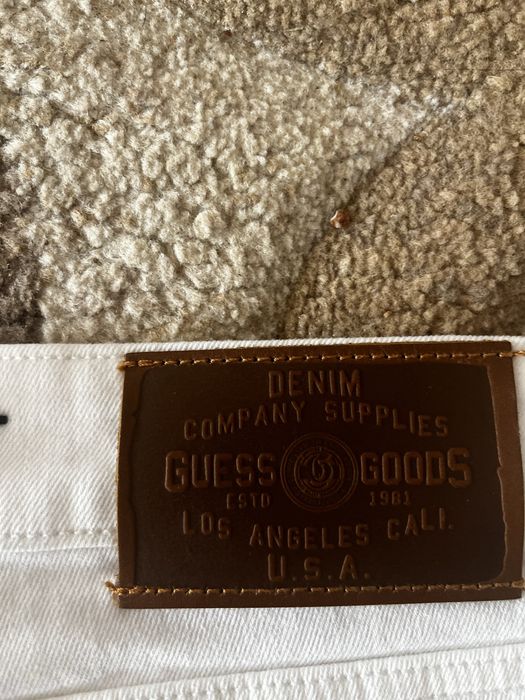 DENIM
COMPANY SUPPLIES
GUESS GOODS
ESTD 1981
LOS ANGELES CALI.
U.S.A.